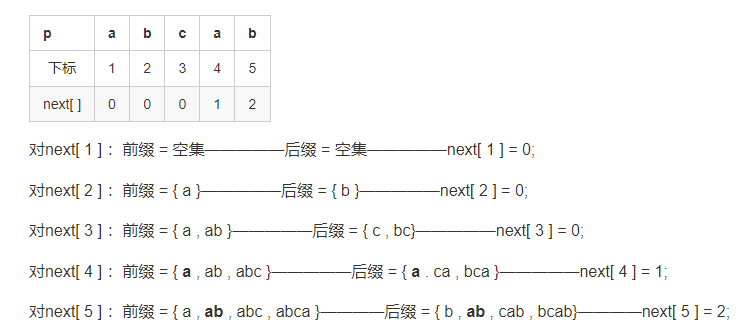 p a b c a b
下标 1 2 3 4 5
next[ ] 0 0 0 1 2
对next[ 1 ] ：前缀 = 空集—————后缀 = 空集—————next[ 1 ] = 0;
对next[ 2 ] ：前缀 = { a }—————后缀 = { b }—————next[ 2 ] = 0;
对next[ 3 ] ：前缀 = { a , ab }—————后缀 = { c , bc}—————next[ 3 ] = 0;
对next[ 4 ] ：前缀 = { a , ab , abc }—————后缀 = { a . ca , bca }—————next[ 4 ] = 1;
对next[ 5 ] ：前缀 = { a , ab , abc , abca }————后缀 = { b , ab , cab , bcab}————next[ 5 ] = 2;